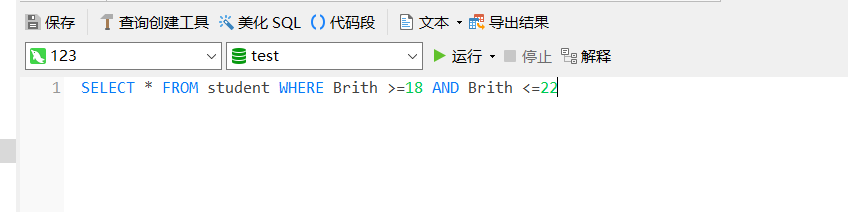 保存 查询创建工具 美化 SQL 代码段 文本 导出结果
123 test 运行 停止 解释
1 SELECT * FROM student WHERE Brith >=18 AND Brith <=22